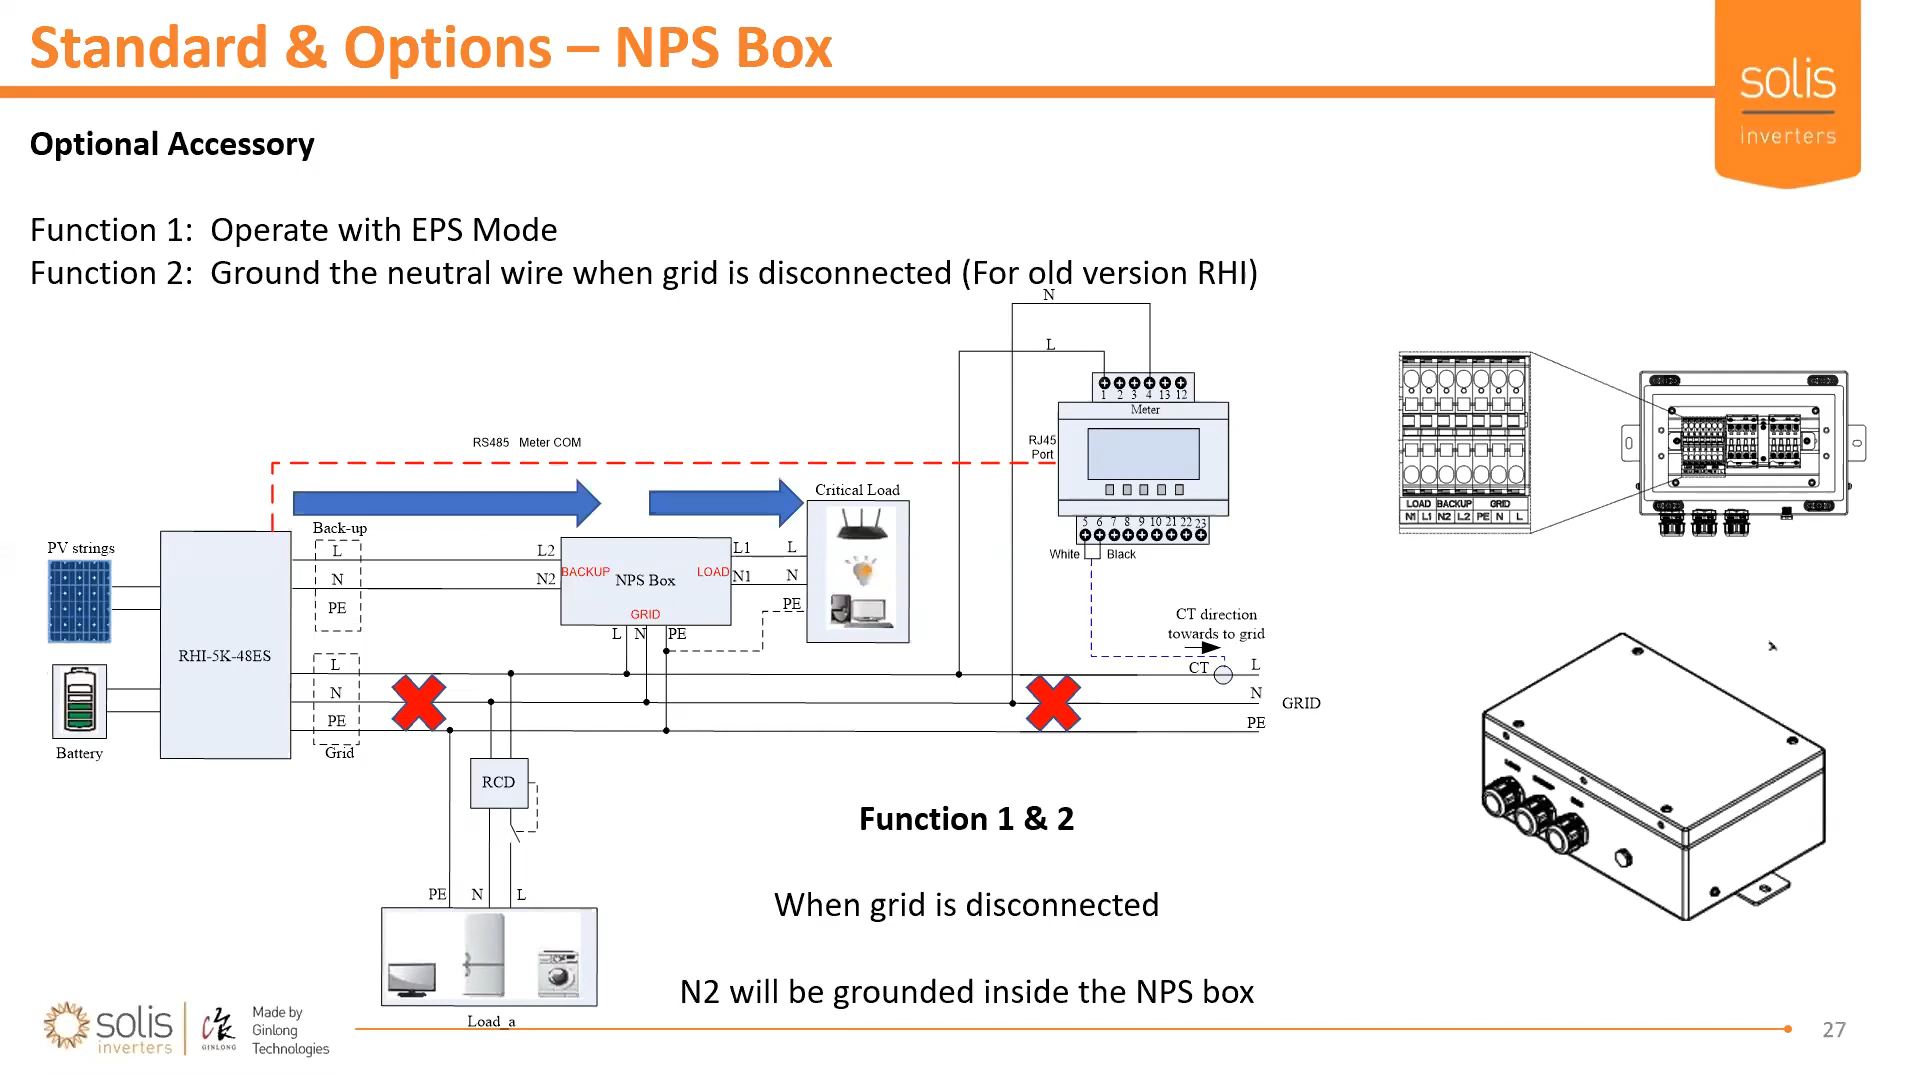 Standard & Options – NPS Box
solis
inverters
Optional Accessory
Function 1:  Operate with EPS Mode
Function 2:  Ground the neutral wire when grid is disconnected (For old version RHI)
N
L
1 2 3 4 13 12
Meter
RS485 Meter COM
RJ45
Port
Critical Load
5 6 7 8 9 10 21 22 23
White Black
Back-up
PV strings
L
N
PE
L2
N2
BACKUP
NPS Box
LOAD
GRID
L1
N1
L
N
PE
L N PE
RHI-5K-48ES
L
N
PE
Grid
Battery
CT direction
towards to grid
CT
L
N
PE
GRID
RCD
PE N L
Load_a
LOAD BACKUP GRID
N1 L1 N2 L2 PE N L
Function 1 & 2
When grid is disconnected
N2 will be grounded inside the NPS box
solis
inverters
GINLONG
Made by
Ginlong
Technologies
27